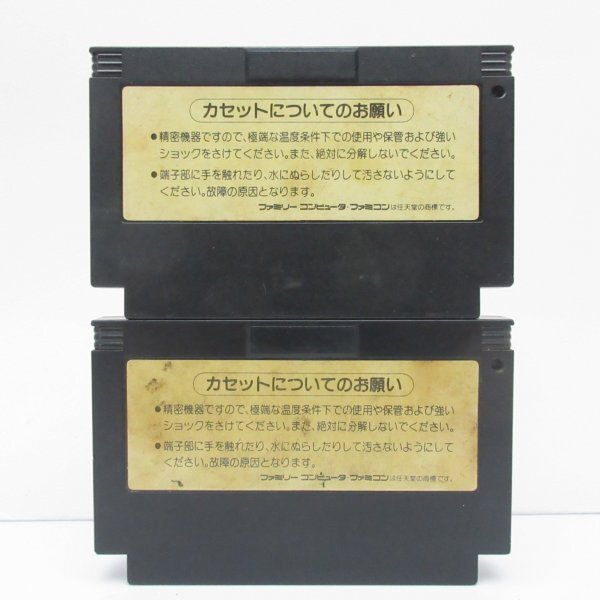 カセットについてのお願い
●精密機器ですので、極端な温度条件下での使用や保管および強い
ショックをさけてください。また、絶対に分解しないでください。
●端子部に手を触れたり、水にぬらしたりして汚さないようにして
ください。故障の原因となります。
ファミリー コンピュータ・ファミコンは任天堂の商標です。
カセットについてのお願い
●精密機器ですので、極端な温度条件下での使用や保管および強い
ショックをさけてください。また、絶対に分解しないでください。
●端子部に手を触れたり、水にぬらしたりして汚さないようにして
ください。故障の原因となります。
ファミリー コンピュータ・ファミコンは任天堂の商標です。